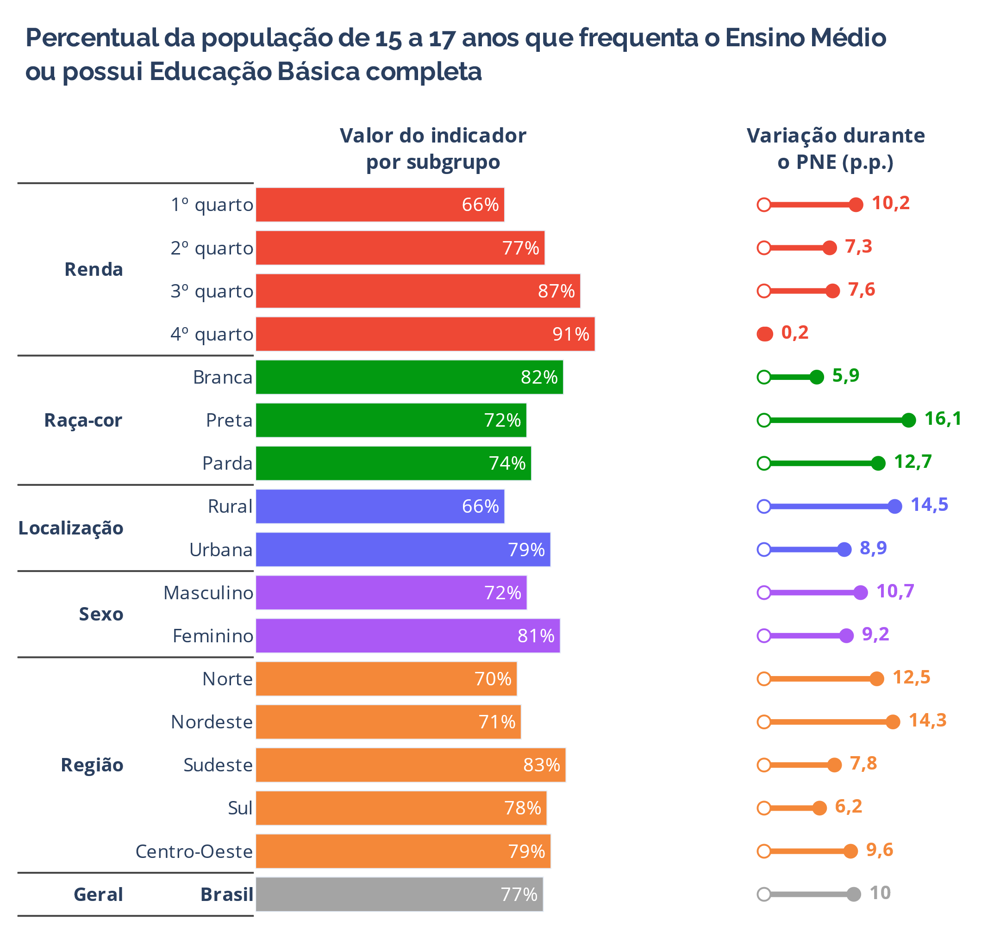 Percentual da população de 15 a 17 anos que frequenta o Ensino Médio
ou possui Educação Básica completa
Valor do indicador
por subgrupo
Variação durante
o PNE (p.p.)
Renda
1º quarto 66% 10,2
2º quarto 77% 7,3
3º quarto 87% 7,6
4º quarto 91% 0,2
Raça-cor
Branca 82% 5,9
Preta 72% 16,1
Parda 74% 12,7
Localização
Rural 66% 14,5
Urbana 79% 8,9
Sexo
Masculino 72% 10,7
Feminino 81% 9,2
Região
Norte 70% 12,5
Nordeste 71% 14,3
Sudeste 83% 7,8
Sul 78% 6,2
Centro-Oeste 79% 9,6
Geral Brasil 77% 10